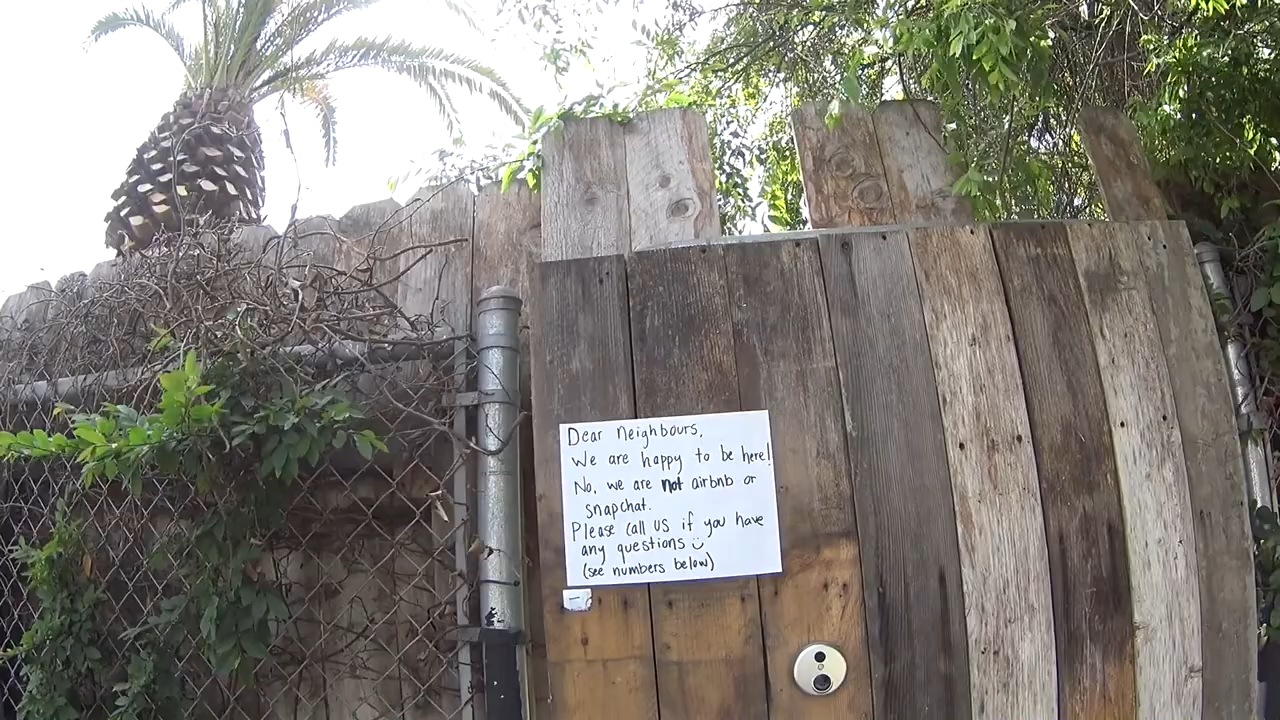 Dear neighbours,
We are happy to be here!
No, we are not airbnb or
snapchat.
Please call us if you have
any questions ت
(see numbers below)